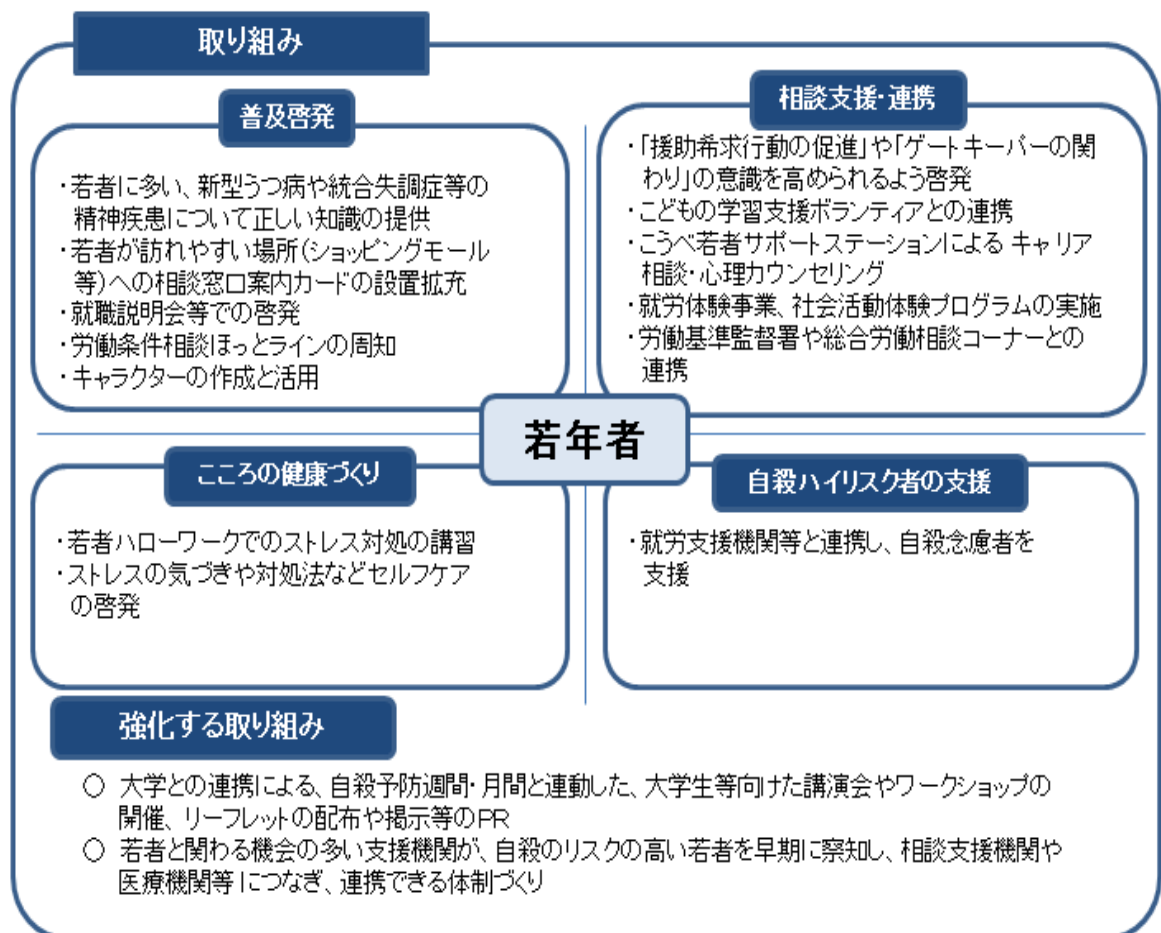 取り組み
普及啓発
・若者に多い、新型うつ病や統合失調症等の
精神疾患について正しい知識の提供
・若者が訪れやすい場所(ショッピングモール
等)への相談窓口案内カードの設置拡充
・就職説明会等での啓発
・労働条件相談ほっとラインの周知
・キャラクターの作成と活用
相談支援・連携
・「援助希求行動の促進」や「ゲートキーパーの関
わり」の意識を高められるよう啓発
・こどもの学習支援ボランティアとの連携
・こうべ若者サポートステーションによる キャリア
相談・心理カウンセリング
・就労体験事業、社会活動体験プログラムの実施
・労働基準監督署や総合労働相談コーナーとの
連携
若年者
こころの健康づくり
・若者ハローワークでのストレス対処の講習
・ストレスの気づきや対処法などセルフケア
の啓発
自殺ハイリスク者の支援
・就労支援機関等と連携し、自殺念慮者を
支援
強化する取り組み
○ 大学との連携による、自殺予防週間・月間と連動した、大学生等向けた講演会やワークショップの
開催、リーフレットの配布や掲示等のPR
○ 若者と関わる機会の多い支援機関が、自殺のリスクの高い若者を早期に察知し、相談支援機関や
医療機関等につなぎ、連携できる体制づくり